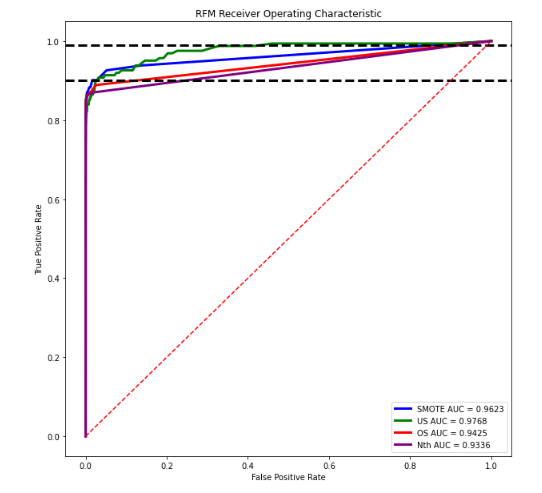 RFM Receiver Operating Characteristic
True Positive Rate
1.0
0.8
0.6
0.4
0.2
0.0
SMOTE AUC = 0.9623
US AUC = 0.9768
OS AUC = 0.9425
Nth AUC = 0.9336
0.0 0.2 0.4 0.6 0.8 1.0
False Positive Rate